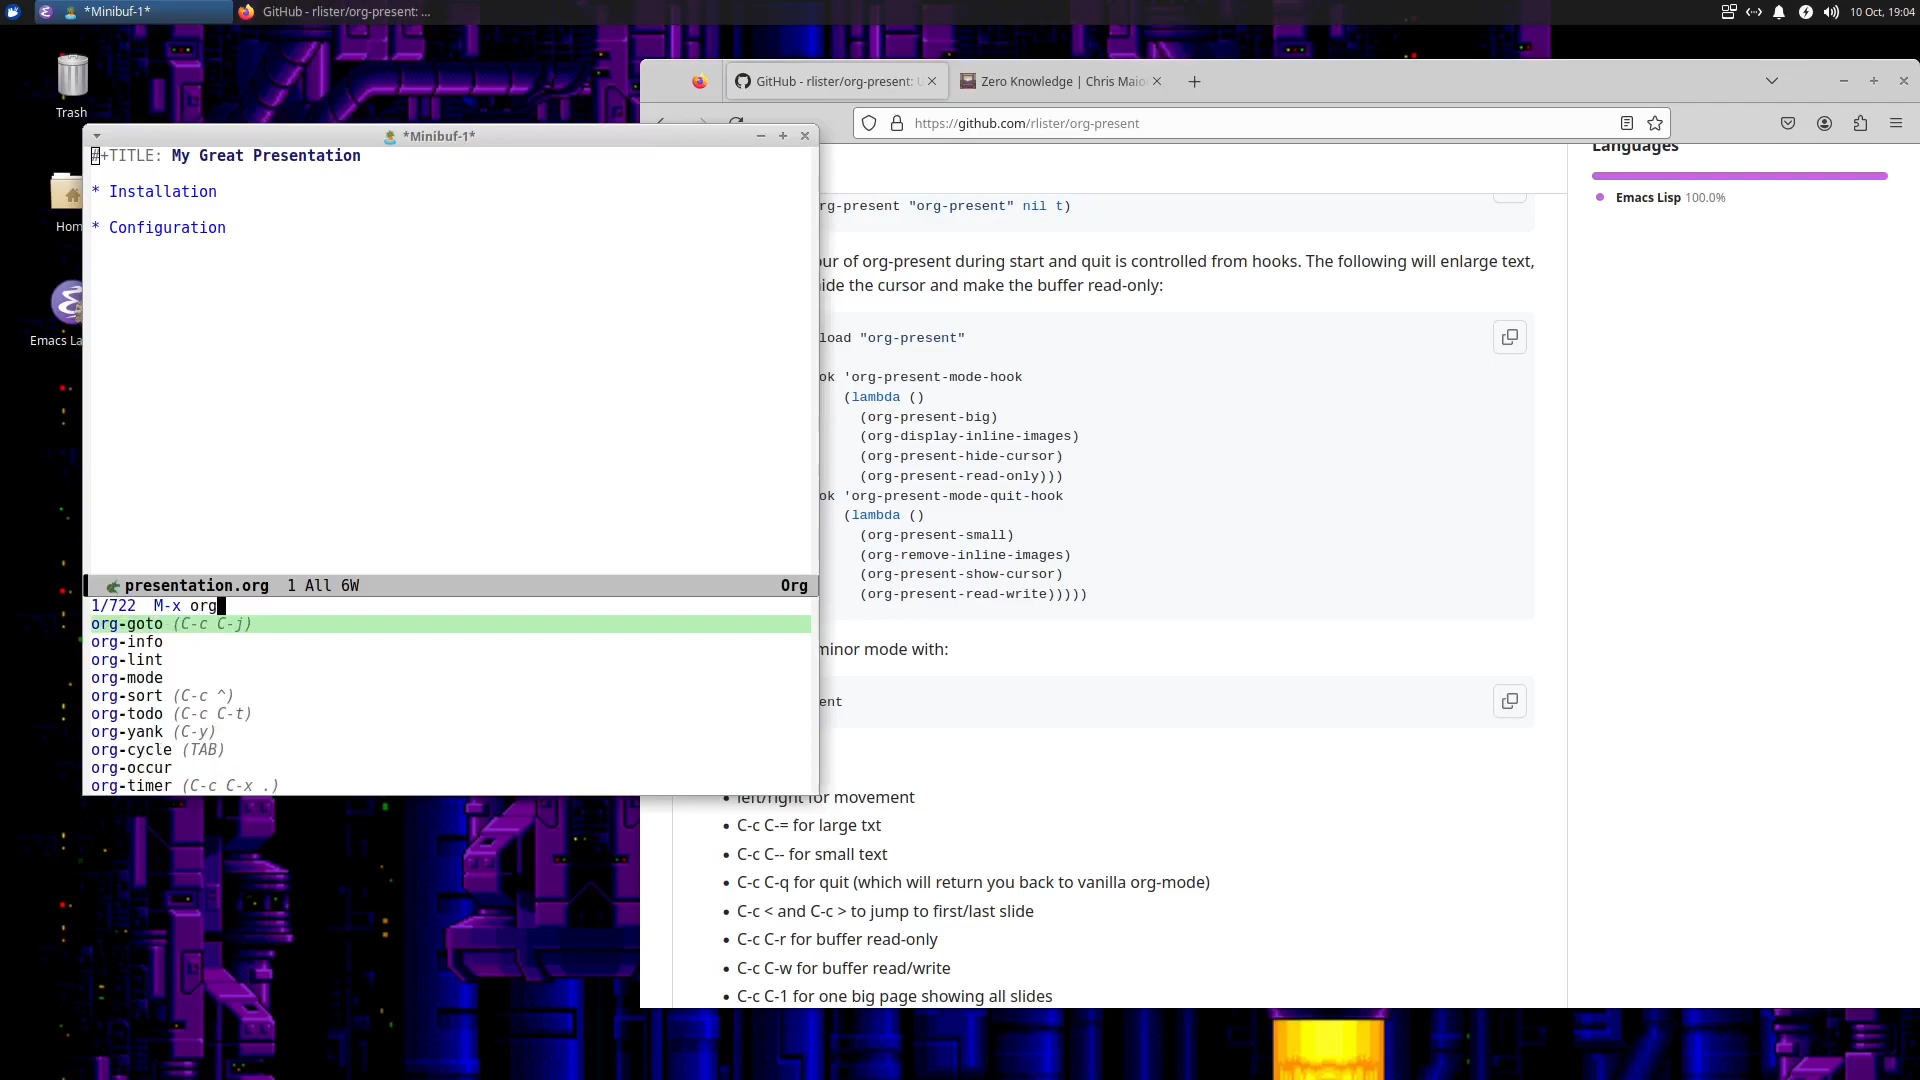 *Minibuf-1*
GitHub - rlister/org-present: ...
10 Oct, 19:04
Trash
Home
Emacs La
GitHub - rlister/org-present: U
Zero Knowledge | Chris Maio
https://github.com/rlister/org-present
*Minibuf-1*
#+TITLE: My Great Presentation
* Installation
* Configuration
presentation.org 1 All 6W Org
1/722 M-x org
org-goto (C-c C-j)
org-info
org-lint
org-mode
org-sort (C-c ^)
org-todo (C-c C-t)
org-yank (C-y)
org-cycle (TAB)
org-occur
org-timer (C-c C-x .)
rg-present "org-present" nil t)
our of org-present during start and quit is controlled from hooks. The following will enlarge text,
ide the cursor and make the buffer read-only:
load "org-present"
ok 'org-present-mode-hook
(lambda ()
(org-present-big)
(org-display-inline-images)
(org-present-hide-cursor)
(org-present-read-only)))
ok 'org-present-mode-quit-hook
(lambda ()
(org-present-small)
(org-remove-inline-images)
(org-present-show-cursor)
(org-present-read-write)))))
minor mode with:
ent
• left/right for movement
• C-c C-= for large txt
• C-c C-- for small text
• C-c C-q for quit (which will return you back to vanilla org-mode)
• C-c < and C-c > to jump to first/last slide
• C-c C-r for buffer read-only
• C-c C-w for buffer read/write
• C-c C-1 for one big page showing all slides
Languages
Emacs Lisp 100.0%